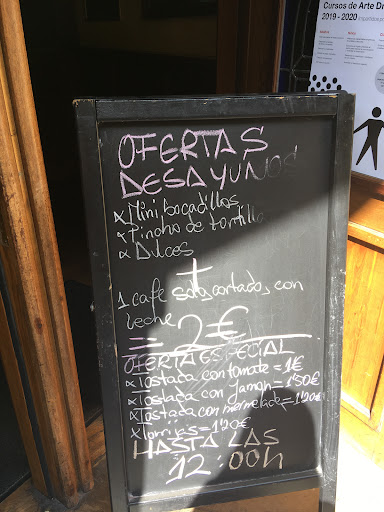 Cursos de Arte Dr
2019 - 2020
OFERTAS
DESAYUNOS
* Mini bocadillos
* Pincho de tortilla
* Dulces
+
1 café solo, cortado, con
leche
= 2€
OFERTA ESPECIAL
* Tostada con tomate = 1€
* Tostada con jamon = 1'50€
* Tostada con mermelada = 1'20€
* Torrijas = 1'20€
HASTA LAS
12:00h